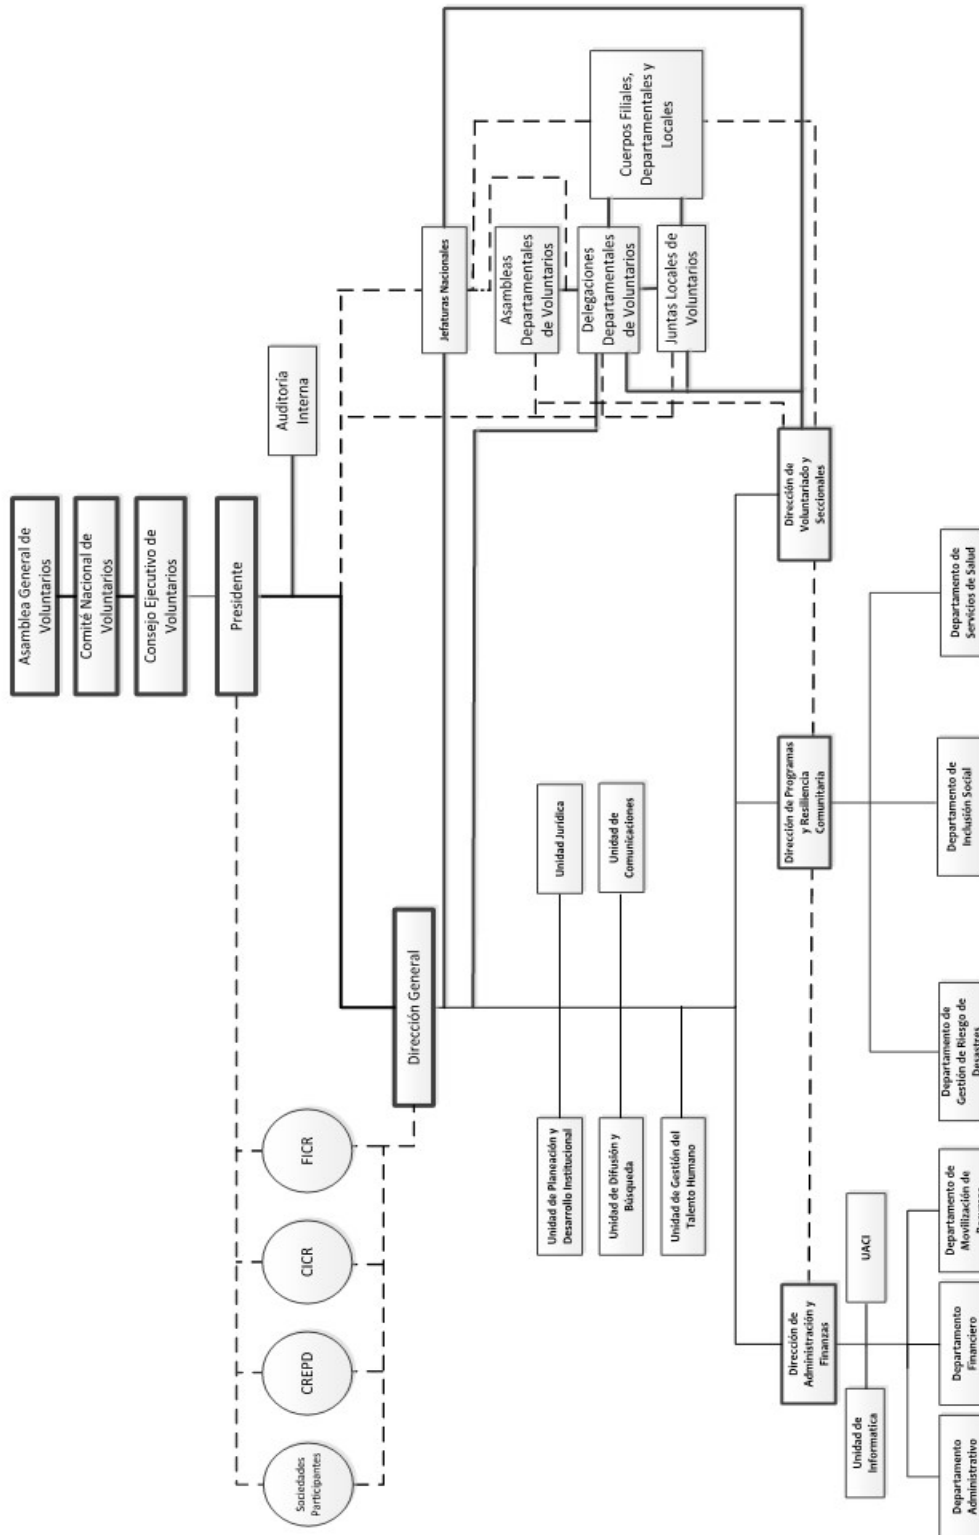 Asamblea General de
Voluntarios
Comité Nacional de
Voluntarios
Consejo Ejecutivo de
Voluntarios
Presidente
Auditoría
Interna
Sociedades
Participantes
CREPD
CICR
FICR
Dirección General
Jefaturas Nacionales
Asambleas
Departamentales
de Voluntarios
Delegaciones
Departamentales
de Voluntarios
Juntas Locales de
Voluntarios
Cuerpos Filiales,
Departamentales y
Locales
Unidad de Planeación y
Desarrollo Institucional
Unidad Jurídica
Unidad de Difusión y
Búsqueda
Unidad de
Comunicaciones
Unidad de Gestión del
Talento Humano
Dirección de
Administración y
Finanzas
Dirección de Programas
y Resiliencia
Comunitaria
Dirección de
Voluntariado y
Seccionales
Unidad de
Informatica
UACI
Departamento
Administrativo
Departamento
Financiero
Departamento de
Movilización de
Departamento de
Gestión de Riesgo de
Desastres
Departamento de
Inclusión Social
Departamento de
Servicios de Salud